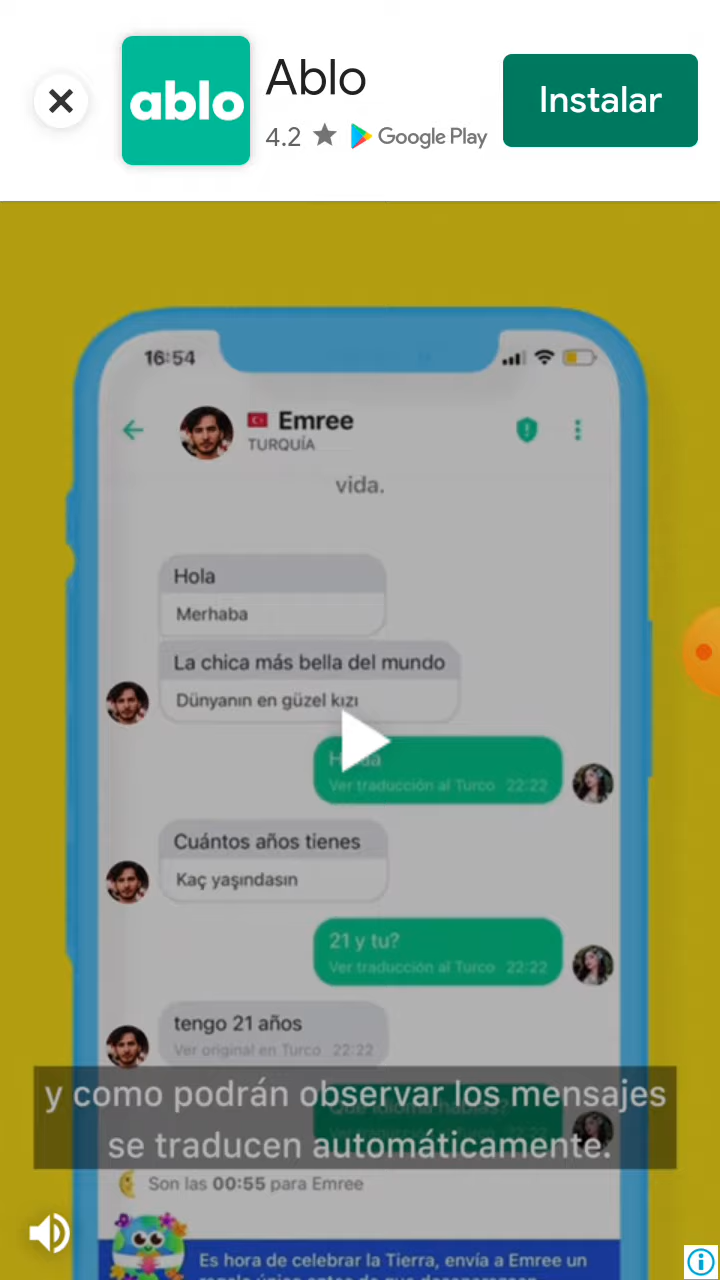 ablo
Ablo
4.2
Google Play
Instalar
16:54
Emree
TURQUÍA
vida.
Hola
Merhaba
La chica más bella del mundo
Dünyanın en güzel kızı
Ver traducción al Turco 22:22
Cuántos años tienes
Kaç yaşındasın
21 y tu?
Ver traducción al Turco 22:22
tengo 21 años
Ver original en Turco 22:22
y como podrán observar los mensajes
se traducen automáticamente.
Son las 00:55 para Emree
Es hora de celebrar la Tierra, envía a Emree un